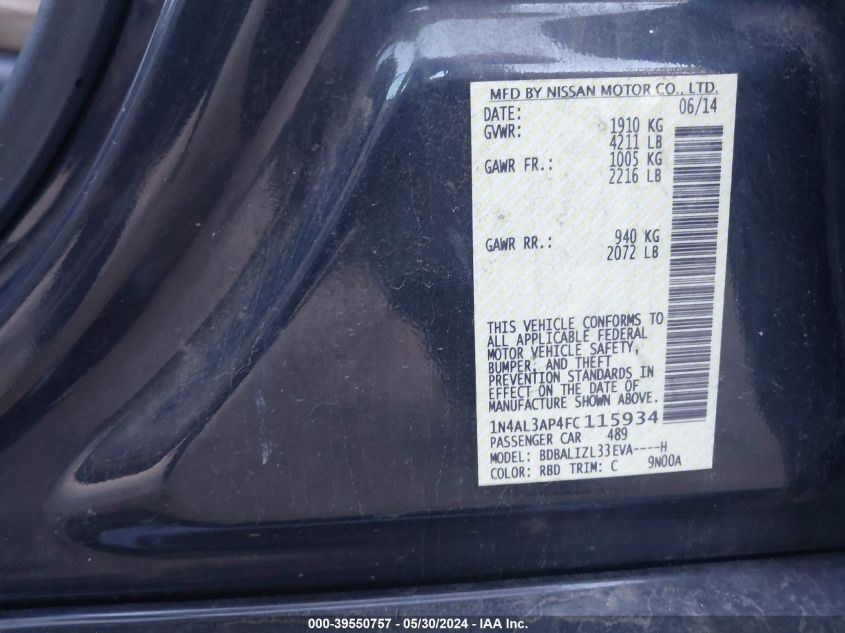 MFD BY NISSAN MOTOR CO., LTD.
DATE: 06/14
GVWR: 1910 KG
4211 LB
GAWR FR.: 1005 KG
2216 LB
GAWR RR.: 940 KG
2072 LB
THIS VEHICLE CONFORMS TO
ALL APPLICABLE FEDERAL
MOTOR VEHICLE SAFETY,
BUMPER, AND THEFT
PREVENTION STANDARDS IN
EFFECT ON THE DATE OF
MANUFACTURE SHOWN ABOVE.
1N4AL3AP4FC115934
PASSENGER CAR 489
MODEL: BDBALIZL33EVA----H
COLOR: RBD TRIM: C 9N00A
000-39550757 — 05/30/2024 — IAA Inc.